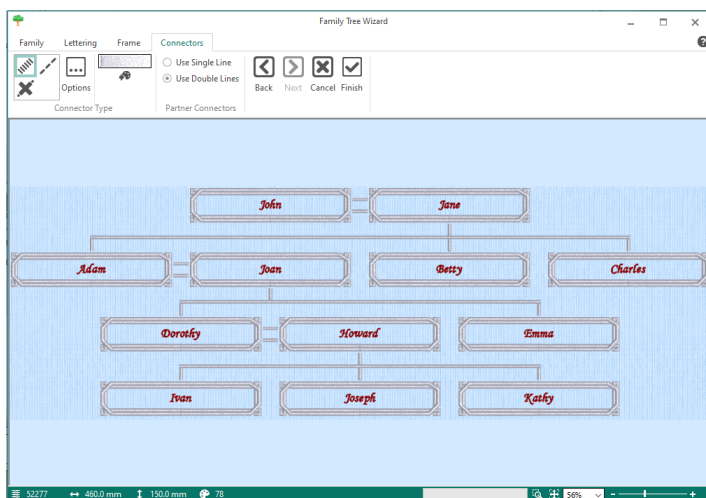 Family Tree Wizard
Family Lettering Frame Connectors
Options
Use Single Line
Use Double Lines
Back Next Cancel Finish
Connector Type Partner Connectors
John Jane
Adam Joan Betty Charles
Dorothy Howard Emma
Ivan Joseph Kathy
52277 460.0 mm 150.0 mm 78 56% - +